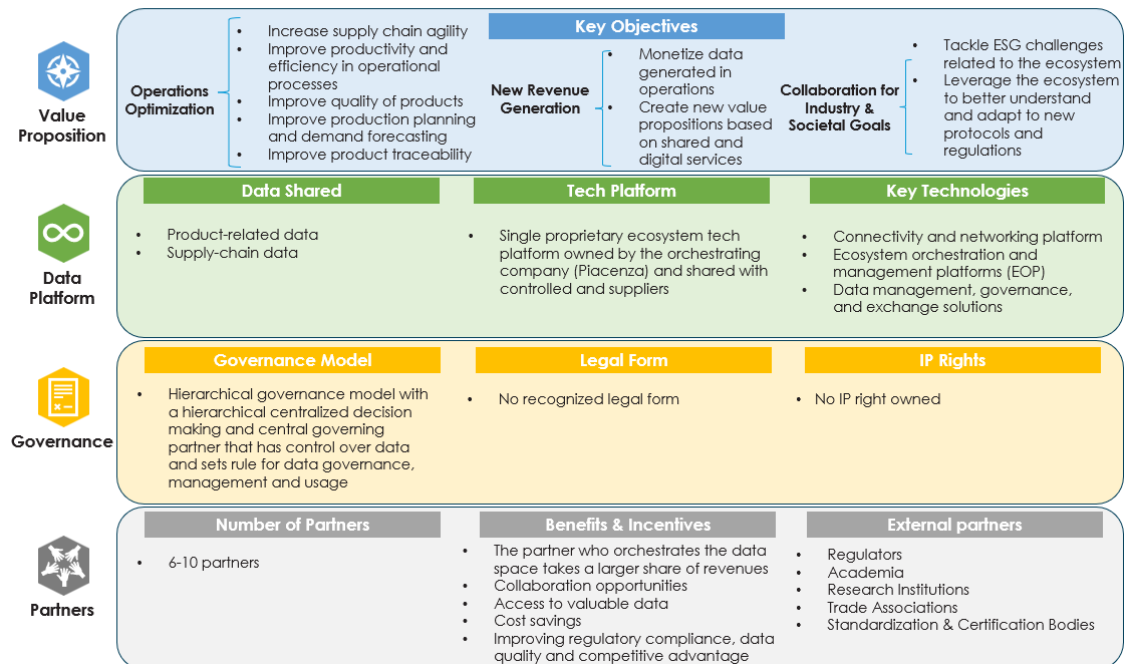 Value
Proposition
Key Objectives
Operations
Optimization
• Increase supply chain agility
• Improve productivity and
efficiency in operational
processes
• Improve quality of products
• Improve production planning
and demand forecasting
• Improve product traceability
New Revenue
Generation
• Monetize data
generated in
operations
• Create new value
propositions based
on shared and
digital services
Collaboration for
Industry &
Societal Goals
• Tackle ESG challenges
related to the ecosystem
• Leverage the ecosystem
to better understand
and adapt to new
protocols and
regulations
Data
Platform
Data Shared
• Product-related data
• Supply-chain data
Tech Platform
• Single proprietary ecosystem tech
platform owned by the orchestrating
company (Piacenza) and shared with
controlled and suppliers
Key Technologies
• Connectivity and networking platform
• Ecosystem orchestration and
management platforms (EOP)
• Data management, governance,
and exchange solutions
Governance
Governance Model
• Hierarchical governance model with
a hierarchical centralized decision
making and central governing
partner that has control over data
and sets rule for data governance,
management and usage
Legal Form
• No recognized legal form
IP Rights
• No IP right owned
Partners
Number of Partners
• 6-10 partners
Benefits & Incentives
• The partner who orchestrates the data
space takes a larger share of revenues
• Collaboration opportunities
• Access to valuable data
• Cost savings
• Improving regulatory compliance, data
quality and competitive advantage
External partners
• Regulators
• Academia
• Research Institutions
• Trade Associations
• Standardization & Certification Bodies